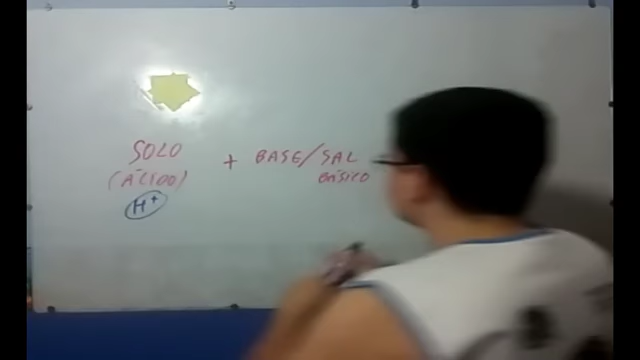 SOLO + BASE/SAL
(ÁCIDO) BÁSICO
H+